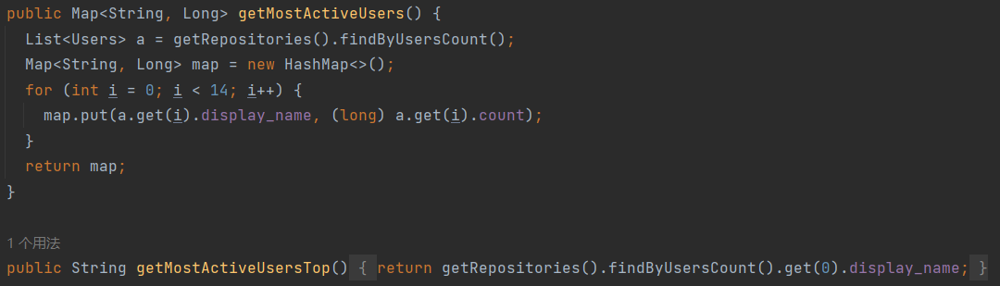 public Map<String, Long> getMostActiveUsers() {
  List<Users> a = getRepositories().findByUsersCount();
  Map<String, Long> map = new HashMap<>();
  for (int i = 0; i < 14; i++) {
    map.put(a.get(i).display_name, (long) a.get(i).count);
  }
  return map;
}
1 个用法
public String getMostActiveUsersTop() { return getRepositories().findByUsersCount().get(0).display_name; }